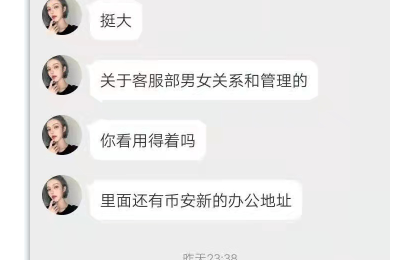 挺大
关于客服部男女关系和管理的
你看用得着吗
里面还有币安新的办公地址
昨天23:38